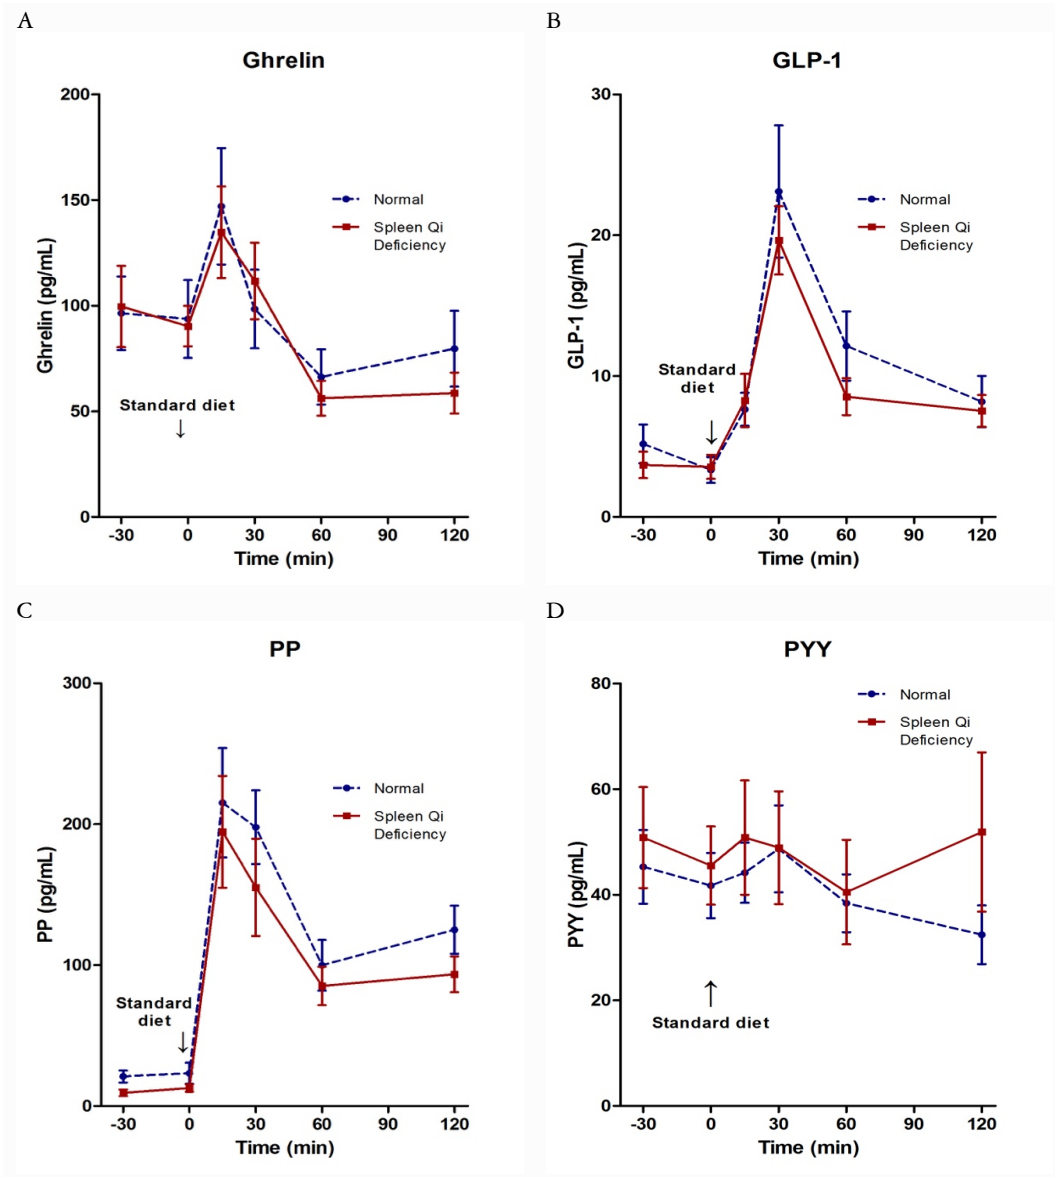 A
Ghrelin
200
150
100
50
0
Ghrelin (pg/mL)
Normal
Spleen Qi
Deficiency
Standard diet
↓
-30 0 30 60 90 120
Time (min)
B
GLP-1
30
20
10
0
GLP-1 (pg/mL)
Normal
Spleen Qi
Deficiency
Standard
diet
↓
-30 0 30 60 90 120
Time (min)
C
PP
300
200
100
0
PP (pg/mL)
Normal
Spleen Qi
Deficiency
Standard
diet
↓
-30 0 30 60 90 120
Time (min)
D
PYY
80
60
40
20
0
PYY (pg/mL)
Normal
Spleen Qi
Deficiency
↑
Standard diet
-30 0 30 60 90 120
Time (min)